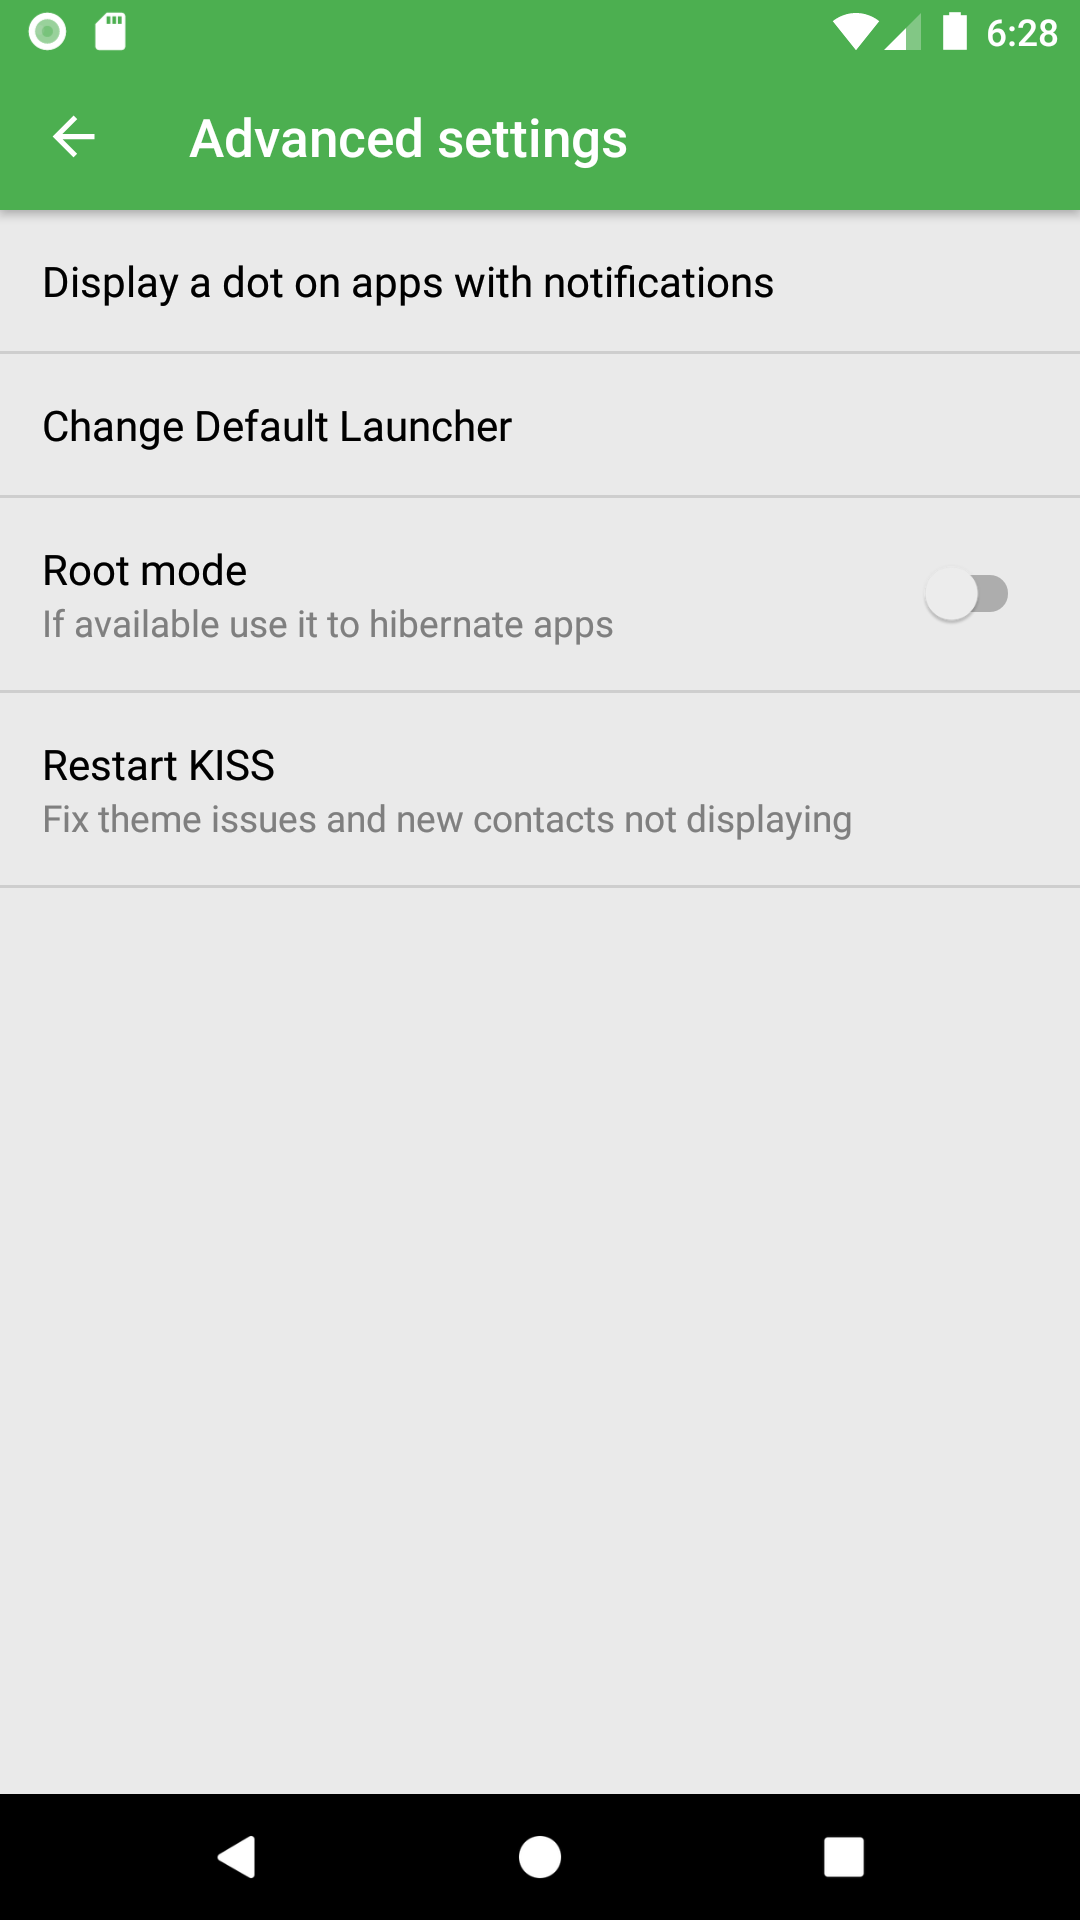 6:28
Advanced settings
Display a dot on apps with notifications
Change Default Launcher
Root mode
If available use it to hibernate apps
Restart KISS
Fix theme issues and new contacts not displaying